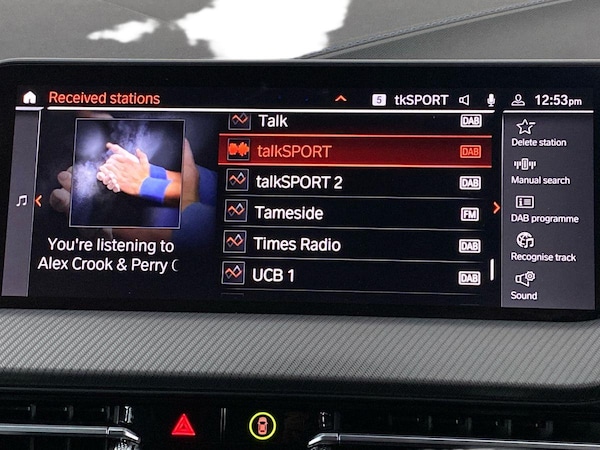 Received stations
5 tkSPORT 12:53pm
Talk DAB
talkSPORT DAB
talkSPORT 2 DAB
Tameside FM
Times Radio DAB
UCB 1 DAB
You're listening to
Alex Crook & Perry
Delete station
Manual search
DAB programme
Recognise track
Sound